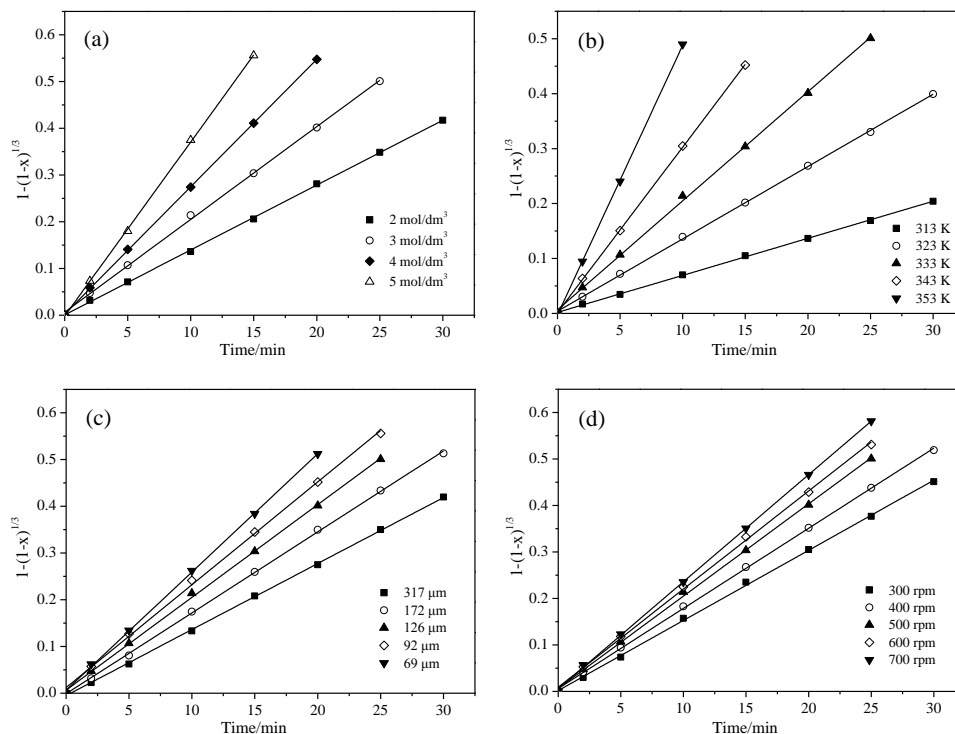 (a)
1-(1-x)^1/3
0.6
0.5
0.4
0.3
0.2
0.1
0.0
2 mol/dm^3
3 mol/dm^3
4 mol/dm^3
5 mol/dm^3
0 5 10 15 20 25 30
Time/min
(b)
1-(1-x)^1/3
0.6
0.5
0.4
0.3
0.2
0.1
0.0
313 K
323 K
333 K
343 K
353 K
0 5 10 15 20 25 30
Time/min
(c)
1-(1-x)^1/3
0.6
0.5
0.4
0.3
0.2
0.1
0.0
317 μm
172 μm
126 μm
92 μm
69 μm
0 5 10 15 20 25 30
Time/min
(d)
1-(1-x)^1/3
0.6
0.5
0.4
0.3
0.2
0.1
0.0
300 rpm
400 rpm
500 rpm
600 rpm
700 rpm
0 5 10 15 20 25 30
Time/min